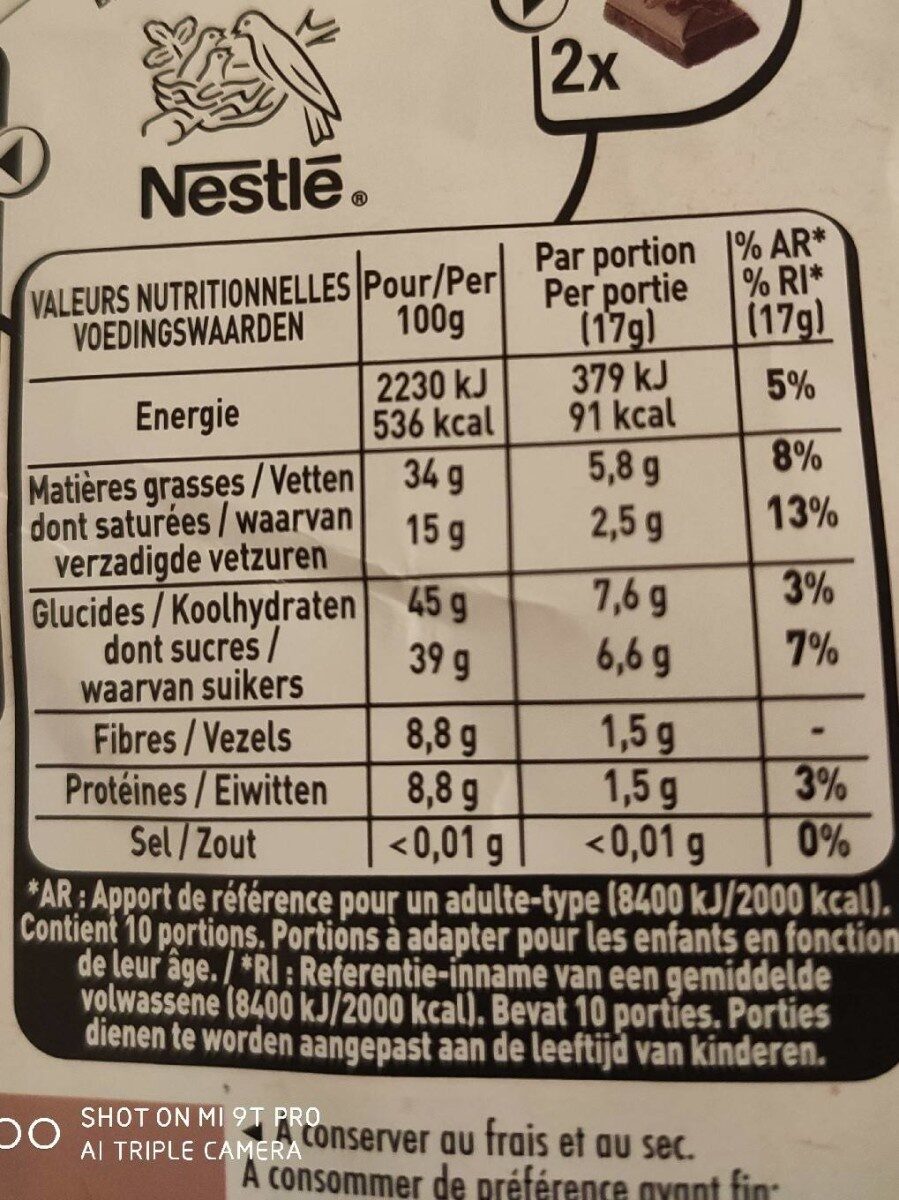 2x
Nestlé®
VALEURS NUTRITIONNELLES
VOEDINGSWAARDEN
Pour/Per
100g
Par portion
Per portie
(17g)
% AR*
% RI*
(17g)
Energie
2230 kJ 379 kJ 5%
536 kcal 91 kcal
Matières grasses / Vetten 34 g 5,8 g 8%
dont saturées / waarvan 15 g 2,5 g 13%
verzadigde vetzuren
Glucides / Koolhydraten 45 g 7,6 g 3%
dont sucres / 39 g 6,6 g 7%
waarvan suikers
Fibres / Vezels 8,8 g 1,5 g -
Protéines / Eiwitten 8,8 g 1,5 g 3%
Sel / Zout <0,01 g <0,01 g 0%
*AR : Apport de référence pour un adulte-type (8400 kJ/2000 kcal).
Contient 10 portions. Portions à adapter pour les enfants en fonction
de leur âge. / *RI : Referentie-inname van een gemiddelde
volwassene (8400 kJ/2000 kcal). Bevat 10 porties. Porties
dienen te worden aangepast aan de leeftijd van kinderen.
SHOT ON MI 9T PRO
AI TRIPLE CAMERA
A conserver au frais et au sec.
A consommer de préférence avant fin: